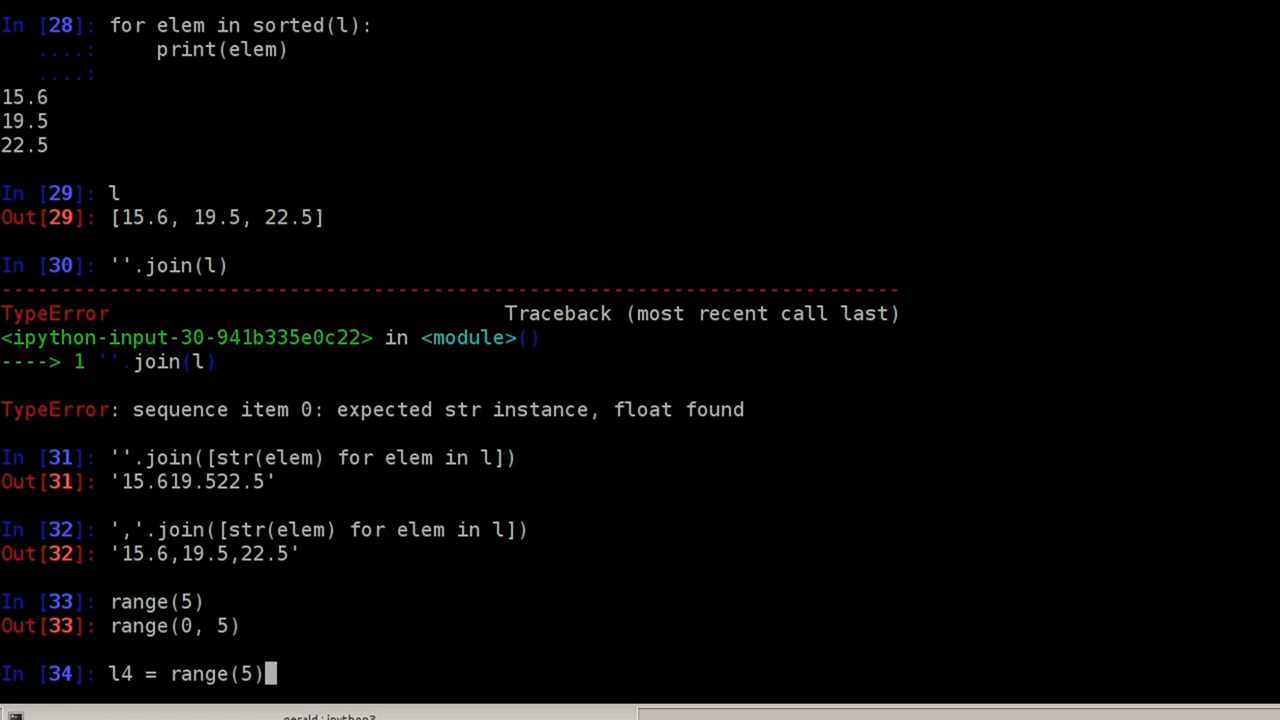 In [28]: for elem in sorted(l):
   ....:     print(elem)
   ....:
15.6
19.5
22.5
In [29]: l
Out[29]: [15.6, 19.5, 22.5]
In [30]: ''.join(l)
---------------------------------------------------------------------------
TypeError                                 Traceback (most recent call last)
<ipython-input-30-941b335e0c22> in <module>()
----> 1 ''.join(l)
TypeError: sequence item 0: expected str instance, float found
In [31]: ''.join([str(elem) for elem in l])
Out[31]: '15.619.522.5'
In [32]: ','.join([str(elem) for elem in l])
Out[32]: '15.6,19.5,22.5'
In [33]: range(5)
Out[33]: range(0, 5)
In [34]: l4 = range(5)
gerald : ipython3